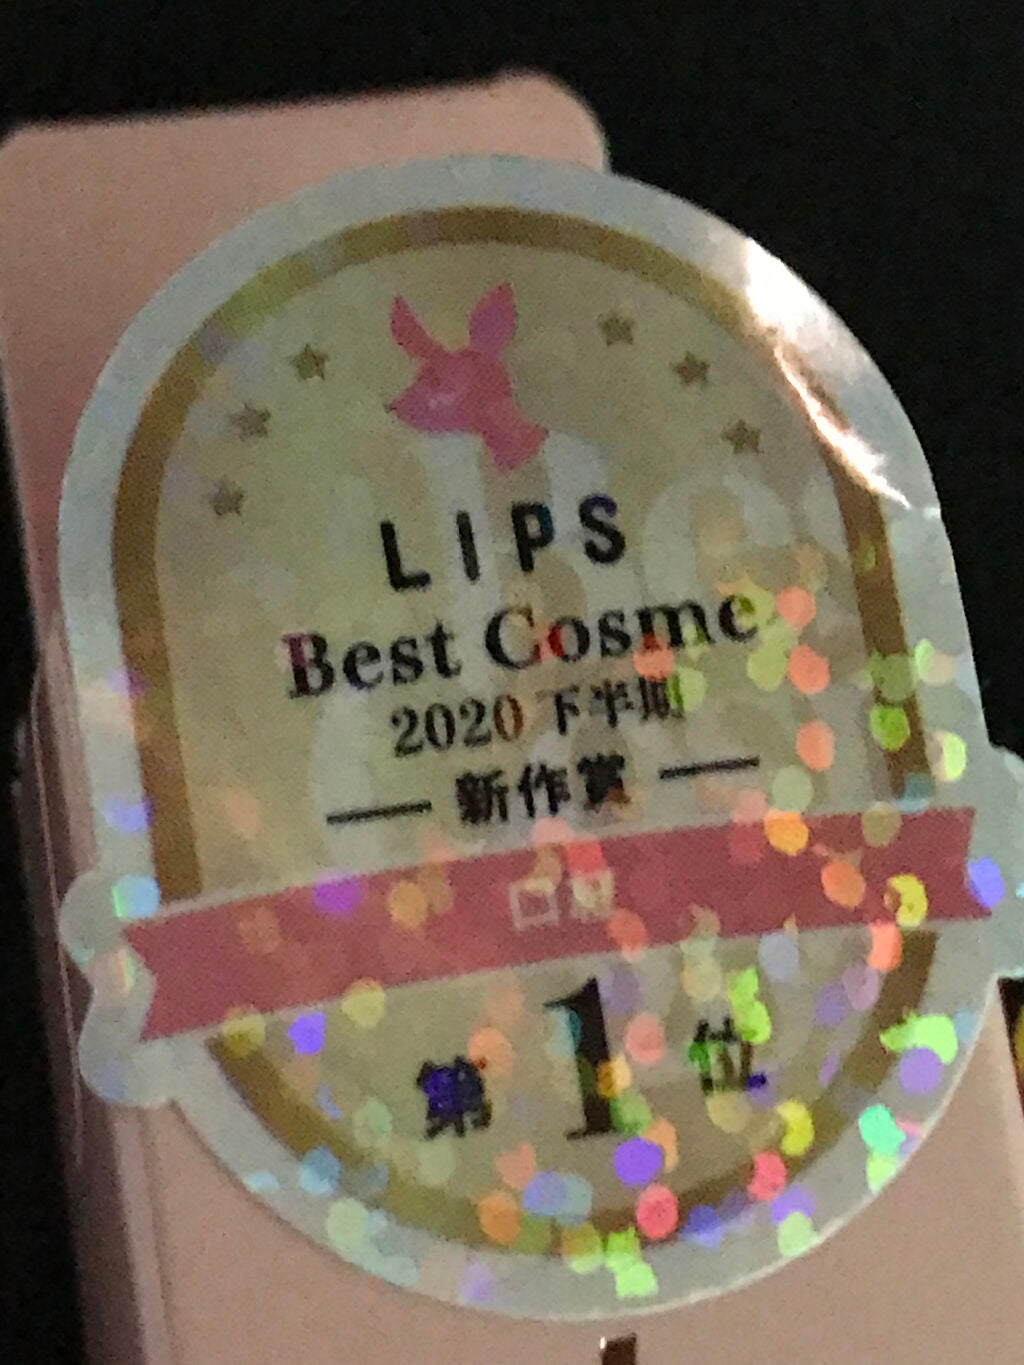 LIPS
Best Cosme
2020 下半期
新作賞
口紅
第1位